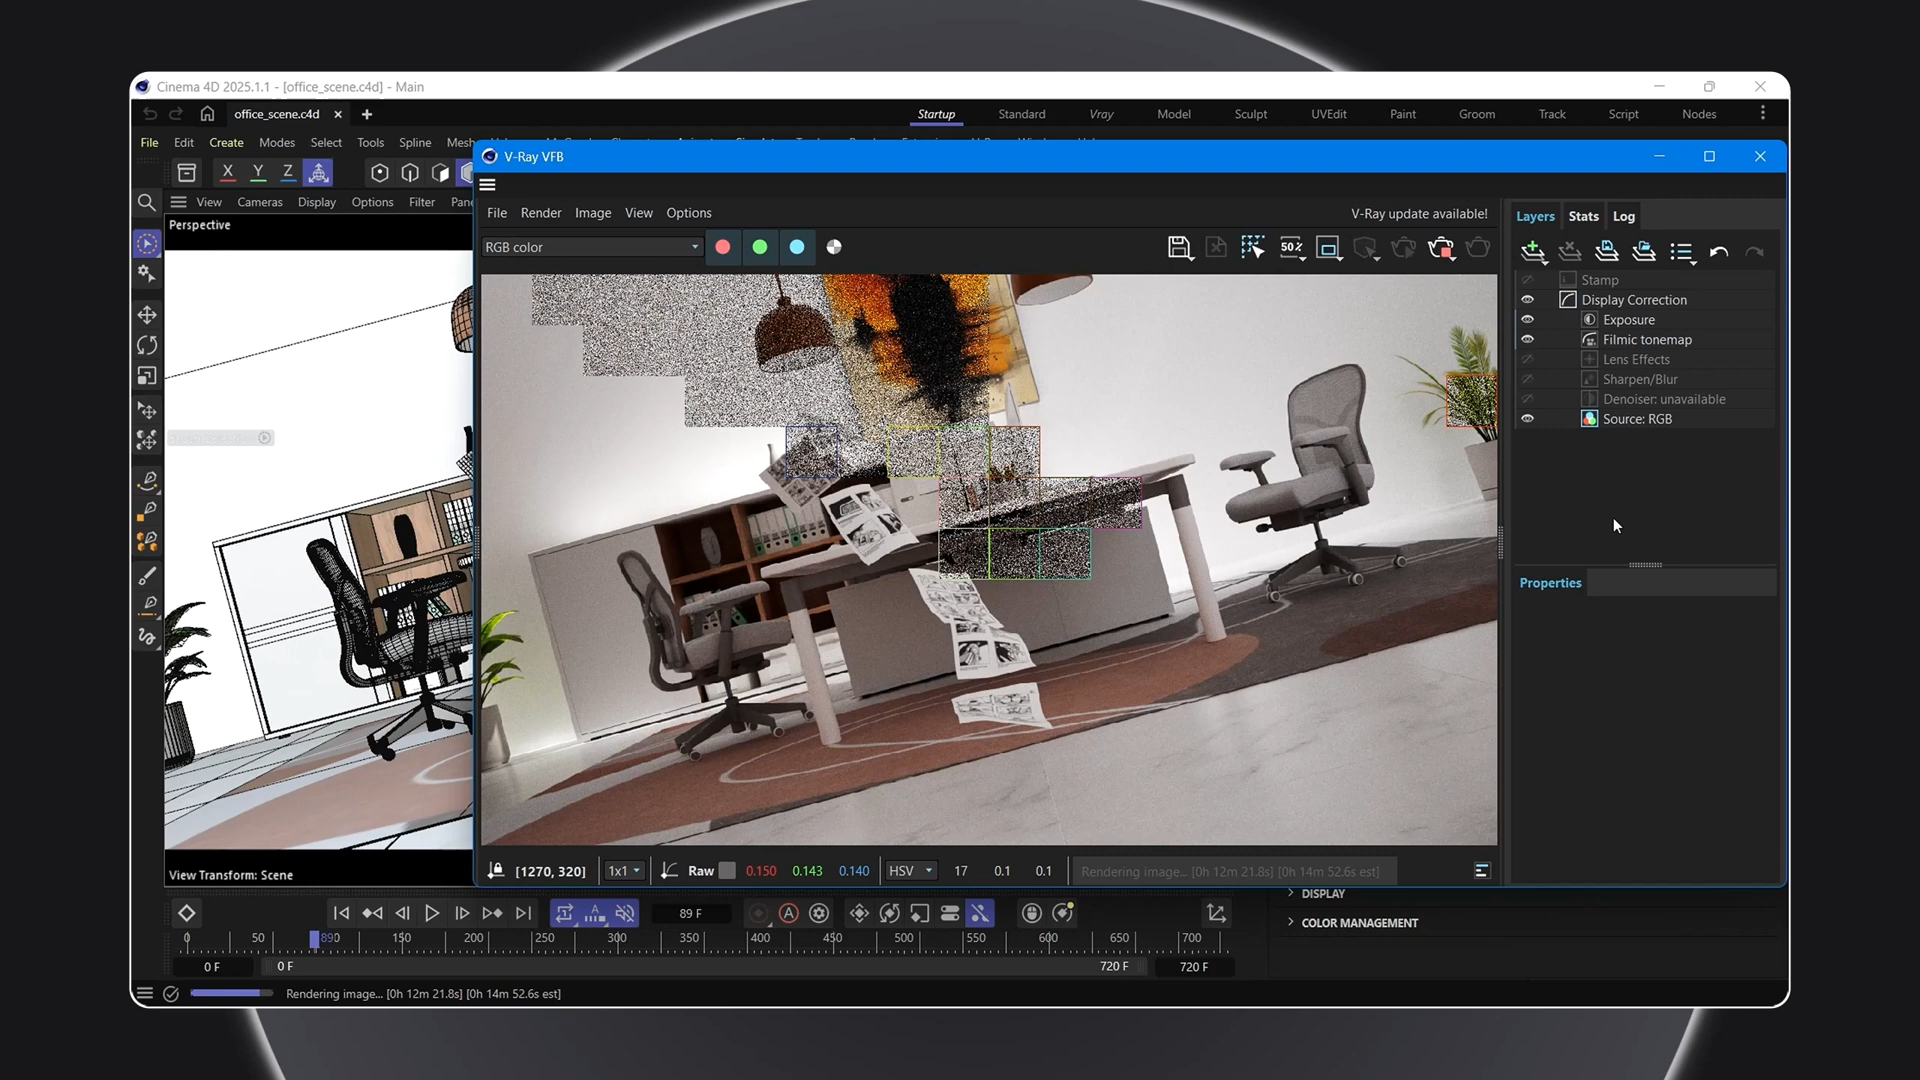 Cinema 4D 2025.1.1 - [office_scene.c4d] - Main
office_scene.c4d
Startup
Standard
Vray
Model
Sculpt
UVEdit
Paint
Groom
Track
Script
Nodes
File
Edit
Create
Modes
Select
Tools
Spline
Mesh
V-Ray VFB
X
Y
Z
View
Cameras
Display
Options
Filter
Perspective
File
Render
Image
View
Options
V-Ray update available!
RGB color
50%
Layers
Stats
Log
Stamp
Display Correction
Exposure
Filmic tonemap
Lens Effects
Sharpen/Blur
Denoiser: unavailable
Source: RGB
Properties
View Transform: Scene
[1270, 320]
1x1
Raw
0.150
0.143
0.140
HSV
17
0.1
0.1
Rendering image... [0h 12m 21.8s] [0h 14m 52.6s est]
DISPLAY
COLOR MANAGEMENT
A
A
89 F
0
50
890
150
200
250
300
350
400
450
500
550
600
650
700
0 F
0 F
720 F
720 F
Rendering image... [0h 12m 21.8s] [0h 14m 52.6s est]